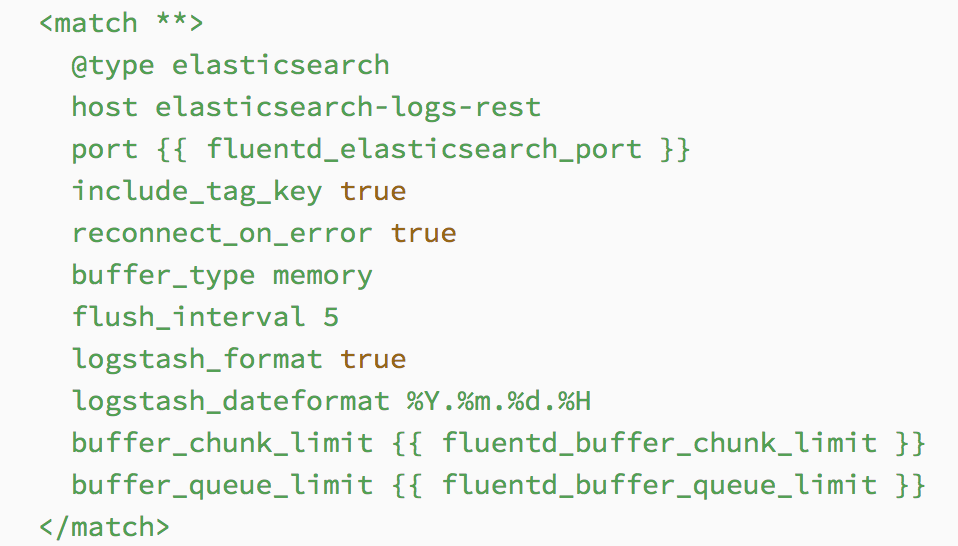 <match **>
@type elasticsearch
host elasticsearch-logs-rest
port {{ fluentd_elasticsearch_port }}
include_tag_key true
reconnect_on_error true
buffer_type memory
flush_interval 5
logstash_format true
logstash_dateformat %Y.%m.%d.%H
buffer_chunk_limit {{ fluentd_buffer_chunk_limit }}
buffer_queue_limit {{ fluentd_buffer_queue_limit }}
</match>